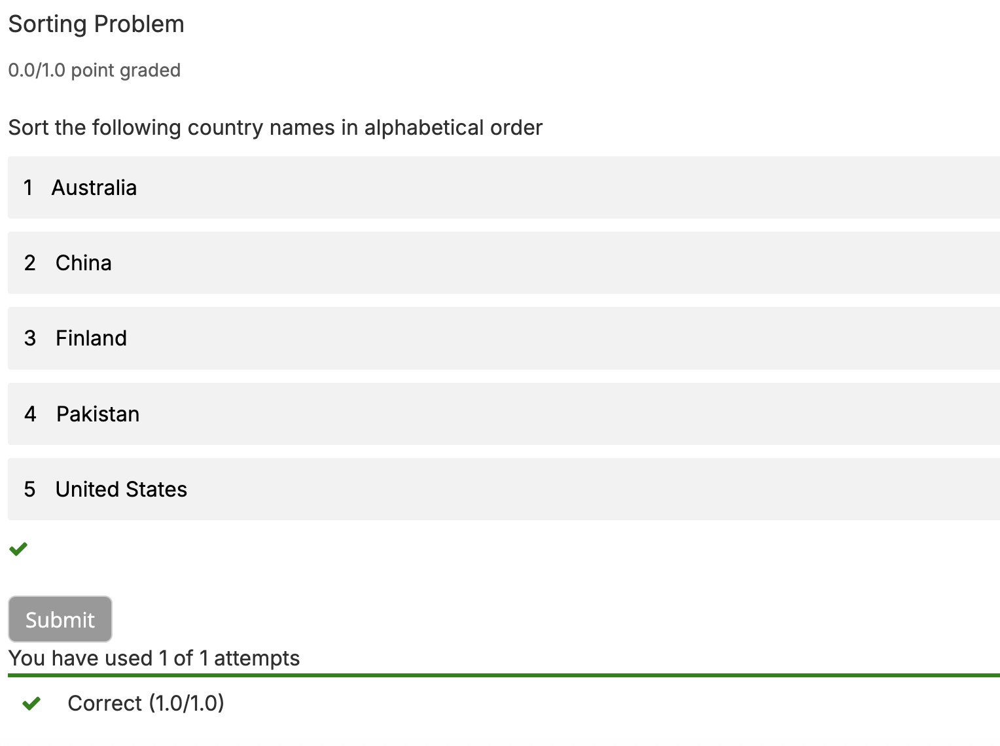 Sorting Problem
0.0/1.0 point graded
Sort the following country names in alphabetical order
1 Australia
2 China
3 Finland
4 Pakistan
5 United States
Submit
You have used 1 of 1 attempts
Correct (1.0/1.0)